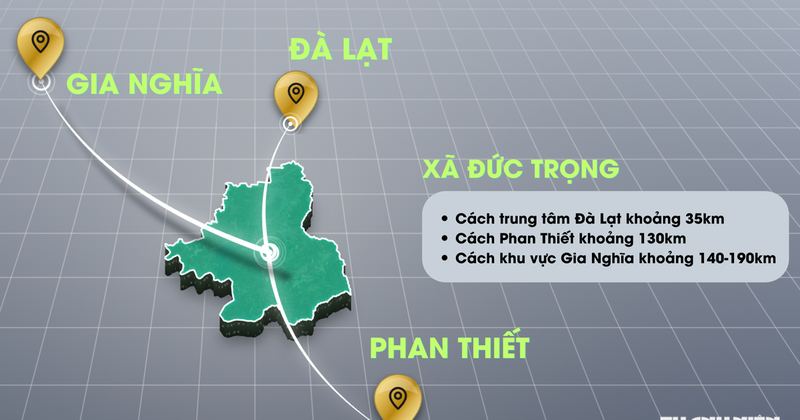 ĐÀ LẠT
GIA NGHĨA
XÃ ĐỨC TRỌNG
• Cách trung tâm Đà Lạt khoảng 35km
• Cách Phan Thiết khoảng 130km
• Cách khu vực Gia Nghĩa khoảng 140-190km
PHAN THIẾT